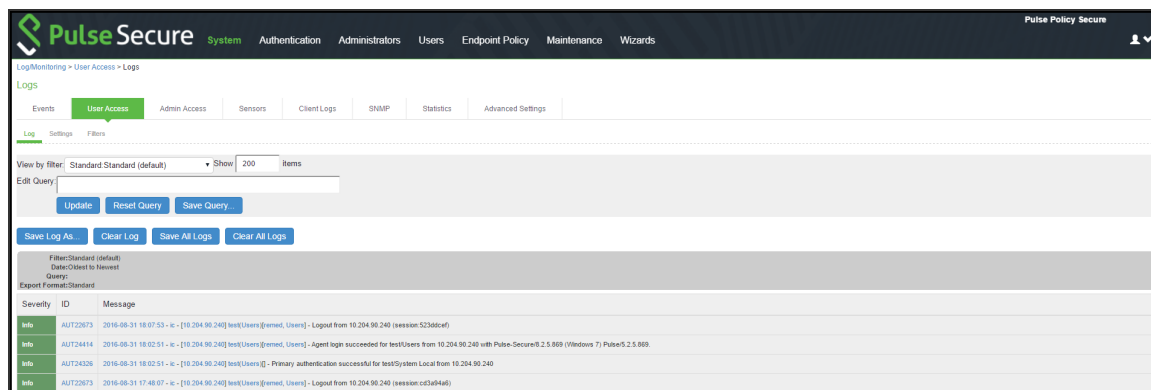 Pulse Policy Secure
Pulse Secure System Authentication Administrators Users Endpoint Policy Maintenance Wizards
Log/Monitoring > User Access > Logs
Logs
Events User Access Admin Access Sensors Client Logs SNMP Statistics Advanced Settings
Log Settings Filters
View by filter: Standard:Standard (default) Show 200 items
Edit Query:
Update Reset Query Save Query...
Save Log As... Clear Log Save All Logs Clear All Logs
Filter:Standard (default)
Date:Oldest to Newest
Query:
Export Format:Standard
Severity ID Message
Info AUT22673 2016-08-31 18:07:53 - ic - [10.204.90.240] test(Users)[remed, Users] - Logout from 10.204.90.240 (session:523ddcef)
Info AUT24414 2016-08-31 18:02:51 - ic - [10.204.90.240] test(Users)[remed, Users] - Agent login succeeded for test/Users from 10.204.90.240 with Pulse-Secure/8.2.5.869 (Windows 7) Pulse/5.2.5.869.
Info AUT24326 2016-08-31 18:02:51 - ic - [10.204.90.240] test(Users)[] - Primary authentication successful for test/System Local from 10.204.90.240
Info AUT22673 2016-08-31 17:48:07 - ic - [10.204.90.240] test(Users)[remed, Users] - Logout from 10.204.90.240 (session:cd3a94a6)